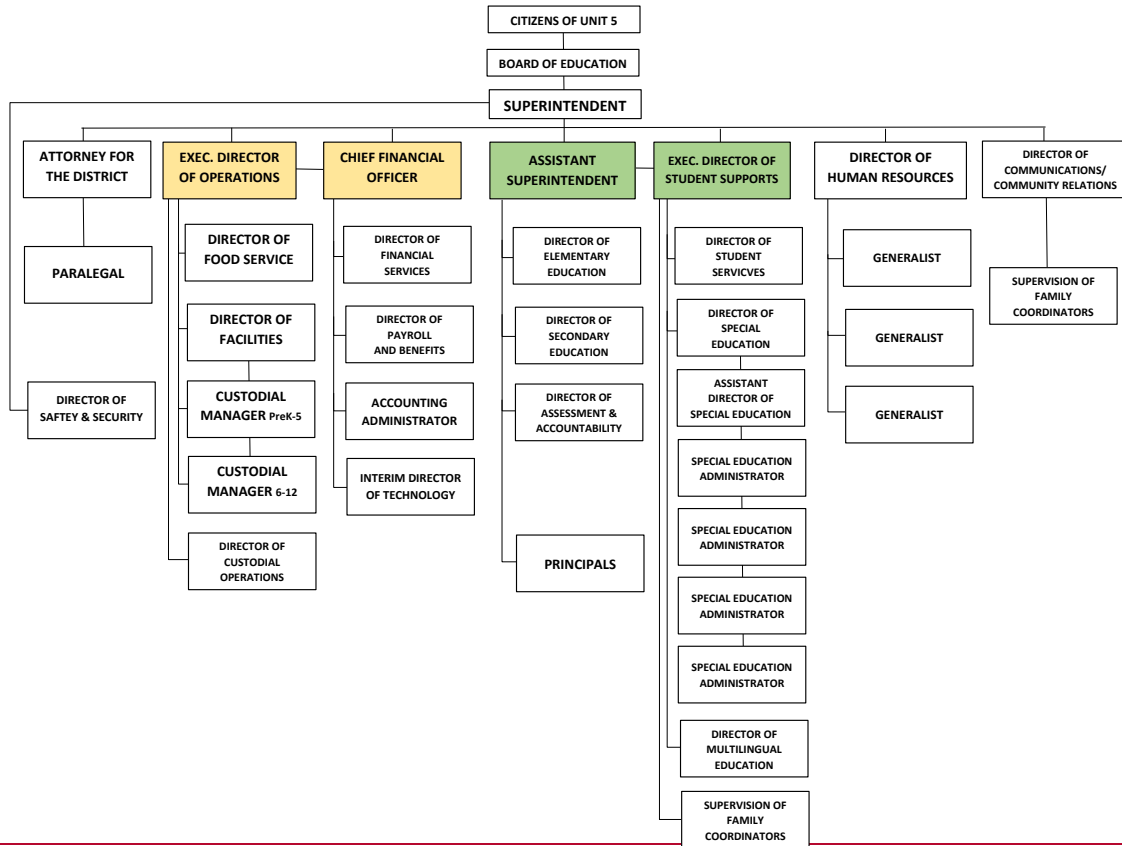 CITIZENS OF UNIT 5
BOARD OF EDUCATION
SUPERINTENDENT
ATTORNEY FOR
THE DISTRICT
EXEC. DIRECTOR
OF OPERATIONS
CHIEF FINANCIAL
OFFICER
ASSISTANT
SUPERINTENDENT
EXEC. DIRECTOR OF
STUDENT SUPPORTS
DIRECTOR OF
HUMAN RESOURCES
DIRECTOR OF
COMMUNICATIONS/
COMMUNITY RELATIONS
PARALEGAL
DIRECTOR OF
SAFTEY & SECURITY
DIRECTOR OF
FOOD SERVICE
DIRECTOR OF
FACILITIES
CUSTODIAL
MANAGER PreK-5
CUSTODIAL
MANAGER 6-12
DIRECTOR OF
CUSTODIAL
OPERATIONS
DIRECTOR OF
FINANCIAL
SERVICES
DIRECTOR OF
PAYROLL
AND BENEFITS
ACCOUNTING
ADMINISTRATOR
INTERIM DIRECTOR
OF TECHNOLOGY
DIRECTOR OF
ELEMENTARY
EDUCATION
DIRECTOR OF
SECONDARY
EDUCATION
DIRECTOR OF
ASSESSMENT &
ACCOUNTABILITY
PRINCIPALS
DIRECTOR OF
STUDENT
SERVICVES
DIRECTOR OF
SPECIAL
EDUCATION
ASSISTANT
DIRECTOR OF
SPECIAL EDUCATION
SPECIAL EDUCATION
ADMINISTRATOR
SPECIAL EDUCATION
ADMINISTRATOR
SPECIAL EDUCATION
ADMINISTRATOR
SPECIAL EDUCATION
ADMINISTRATOR
DIRECTOR OF
MULTILINGUAL
EDUCATION
SUPERVISION OF
FAMILY
COORDINATORS
GENERALIST
GENERALIST
GENERALIST
SUPERVISION OF
FAMILY
COORDINATORS